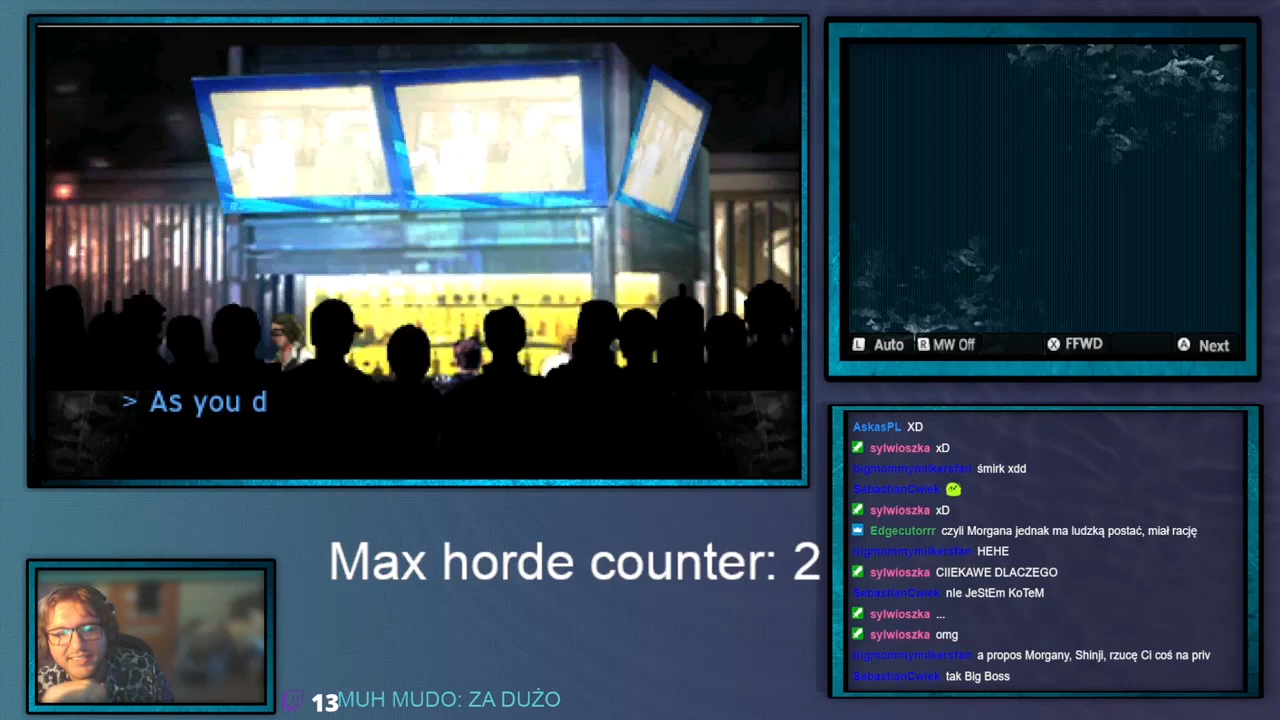 > As you d
L Auto R MW Off X FFWD A Next
AskasPL XD
sylwioszka xD
bigmommymilkersfan śmirk xdd
SebastianCwiek
sylwioszka xD
Edgecutorrr czyli Morgana jednak ma ludzką postać, miał rację
bigmommymilkersfan HEHE
sylwioszka CIIEKAWE DLACZEGO
SebastianCwiek nIe JeStEm KoTeM
sylwioszka ...
sylwioszka omg
bigmommymilkersfan a propos Morgany, Shinji, rzucę Ci coś na priv
SebastianCwiek tak Big Boss
Max horde counter: 2
13 MUH MUDO: ZA DUŻO